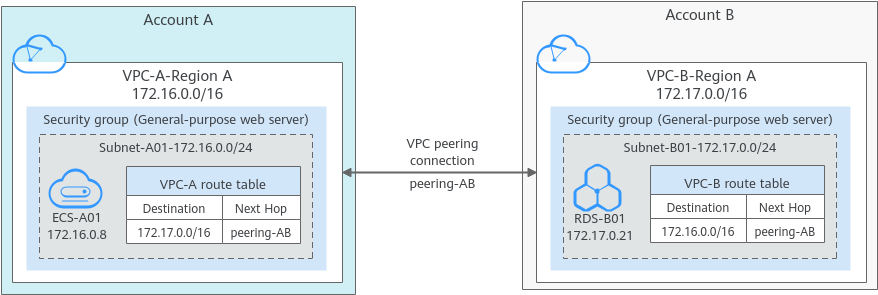 Account A
VPC-A-Region A
172.16.0.0/16
Security group (General-purpose web server)
Subnet-A01-172.16.0.0/24
ECS-A01
172.16.0.8
VPC-A route table
Destination Next Hop
172.17.0.0/16 peering-AB
VPC peering
connection
peering-AB
Account B
VPC-B-Region A
172.17.0.0/16
Security group (General-purpose web server)
Subnet-B01-172.17.0.0/24
RDS-B01
172.17.0.21
VPC-B route table
Destination Next Hop
172.16.0.0/16 peering-AB